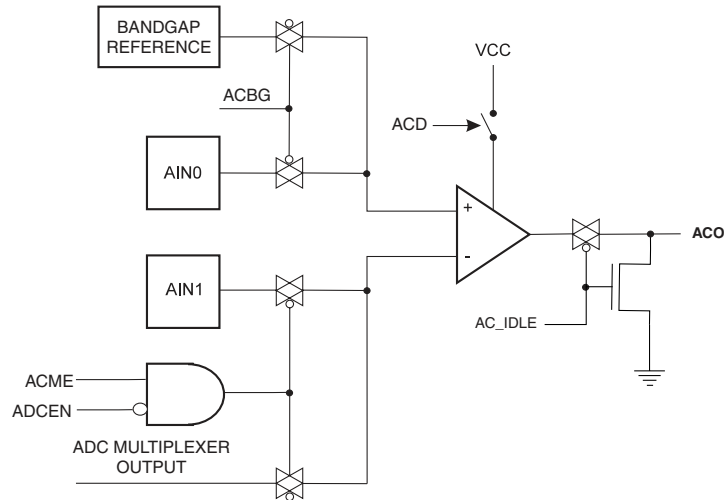 BANDGAP
REFERENCE
VCC
ACBG
ACD
AIN0
+
ACO
-
AIN1
AC_IDLE
ACME
ADCEN
ADC MULTIPLEXER
OUTPUT